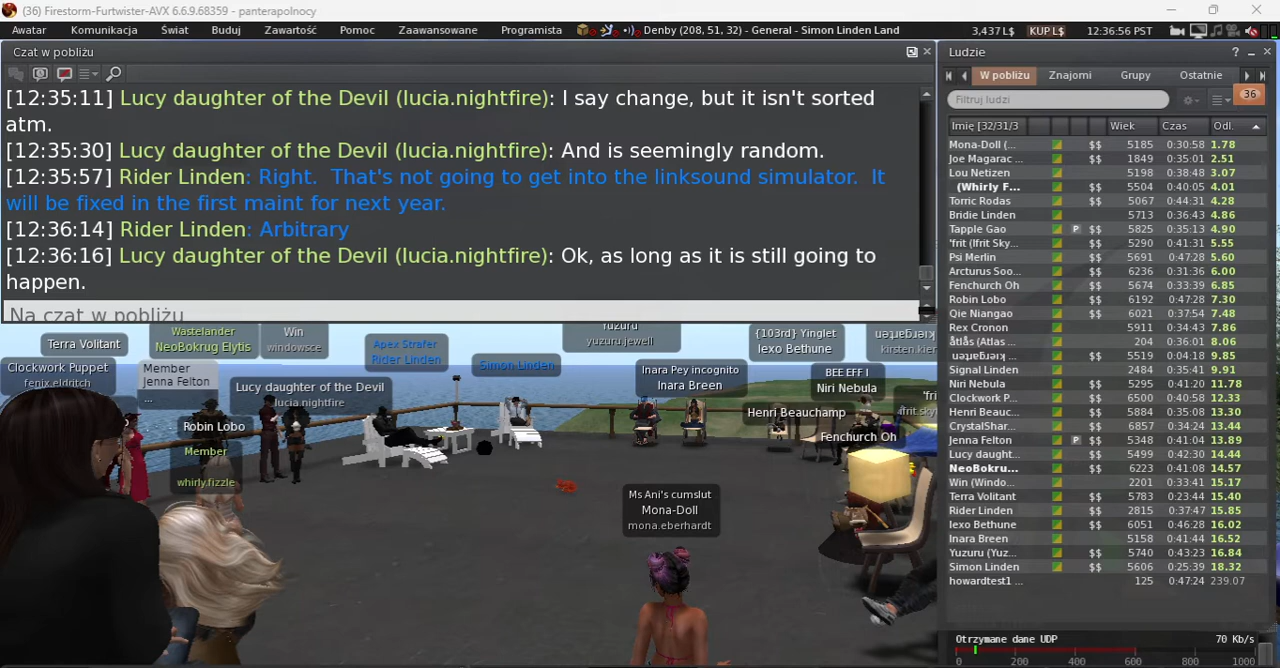 (36) Firestorm-Furtwister-AVX 6.6.9.68359 - panterapolnocy
Awatar Komunikacja Świat Buduj Zawartość Pomoc Zaawansowane Programista Denby (208, 51, 32) - General - Simon Linden Land 3,437 L$ KUP L$ 12:36:56 PST
Czat w pobliżu
[12:35:11] Lucy daughter of the Devil (lucia.nightfire): I say change, but it isn't sorted
atm.
[12:35:30] Lucy daughter of the Devil (lucia.nightfire): And is seemingly random.
[12:35:57] Rider Linden: Right. That's not going to get into the linksound simulator. It
will be fixed in the first maint for next year.
[12:36:14] Rider Linden: Arbitrary
[12:36:16] Lucy daughter of the Devil (lucia.nightfire): Ok, as long as it is still going to
happen.
Na czat w pobliżu
Terra Volitant
Wastelander
NeoBokrug Elytis
Win
windowsce
Apex Strafer
Rider Linden
Simon Linden
Yuzuru
yuzuru.jewell
{103rd} Yinglet
Iexo Bethune
kirsten.kier
Clockwork Puppet
fenix.eldritch
Member
Jenna Felton
...
Lucy daughter of the Devil
lucia.nightfire
Inara Pey incognito
Inara Breen
BEE EFF I
Niri Nebula
'frit
ifrit sky
Henri Beauchamp
Fenchurch Oh
Robin Lobo
Member
whirly.fizzle
Ms Ani's cumslut
Mona-Doll
mona.eberhardt
Ludzie
W pobliżu Znajomi Grupy Ostatnie
Filtruj ludzi
36
Imię [32/31/3 Wiek Czas Odl.
Mona-Doll (... $$ 5185 0:30:58 1.78
Joe Magarac ... $$ 1849 0:35:01 2.51
Lou Netizen 5198 0:38:48 3.07
(Whirly F... $$ 5504 0:40:05 4.01
Torric Rodas $$ 5067 0:44:31 4.28
Bridie Linden 5713 0:36:43 4.86
Tapple Gao P $$ 5825 0:35:13 4.90
'frit (Ifrit Sky... $$ 5290 0:41:31 5.55
Psi Merlin $$ 5691 0:47:28 5.60
Arcturus Soo... $$ 6236 0:31:36 6.00
Fenchurch Oh $$ 5674 0:33:39 6.85
Robin Lobo $$ 6192 0:47:28 7.30
Qie Niangao $$ 6021 0:37:54 7.48
Rex Cronon 5911 0:34:43 7.86
åtlås (Atlas ... 204 0:36:01 8.06
$$ 5519 0:04:18 9.85
Signal Linden 2484 0:35:41 9.91
Niri Nebula $$ 5295 0:41:20 11.78
Clockwork P... $$ 6500 0:40:58 12.33
Henri Beauc... $$ 5884 0:35:08 13.30
CrystalShar... $$ 6857 0:34:24 13.44
Jenna Felton P $$ 5348 0:41:04 13.89
Lucy daught... $$ 5499 0:42:30 14.44
NeoBokru... $$ 6223 0:41:08 14.57
Win (Windo... 2201 0:33:41 15.17
Terra Volitant $$ 5783 0:23:44 15.40
Rider Linden $$ 2815 0:37:47 15.85
Iexo Bethune $$ 6051 0:46:28 16.02
Inara Breen 5158 0:41:44 16.52
Yuzuru (Yuz... $$ 5740 0:43:23 16.84
Simon Linden $$ 5606 0:25:39 18.32
howardtest1 ... 125 0:47:24 239.07
Otrzymane dane UDP 70 Kb/s
0 200 400 600 800 1000